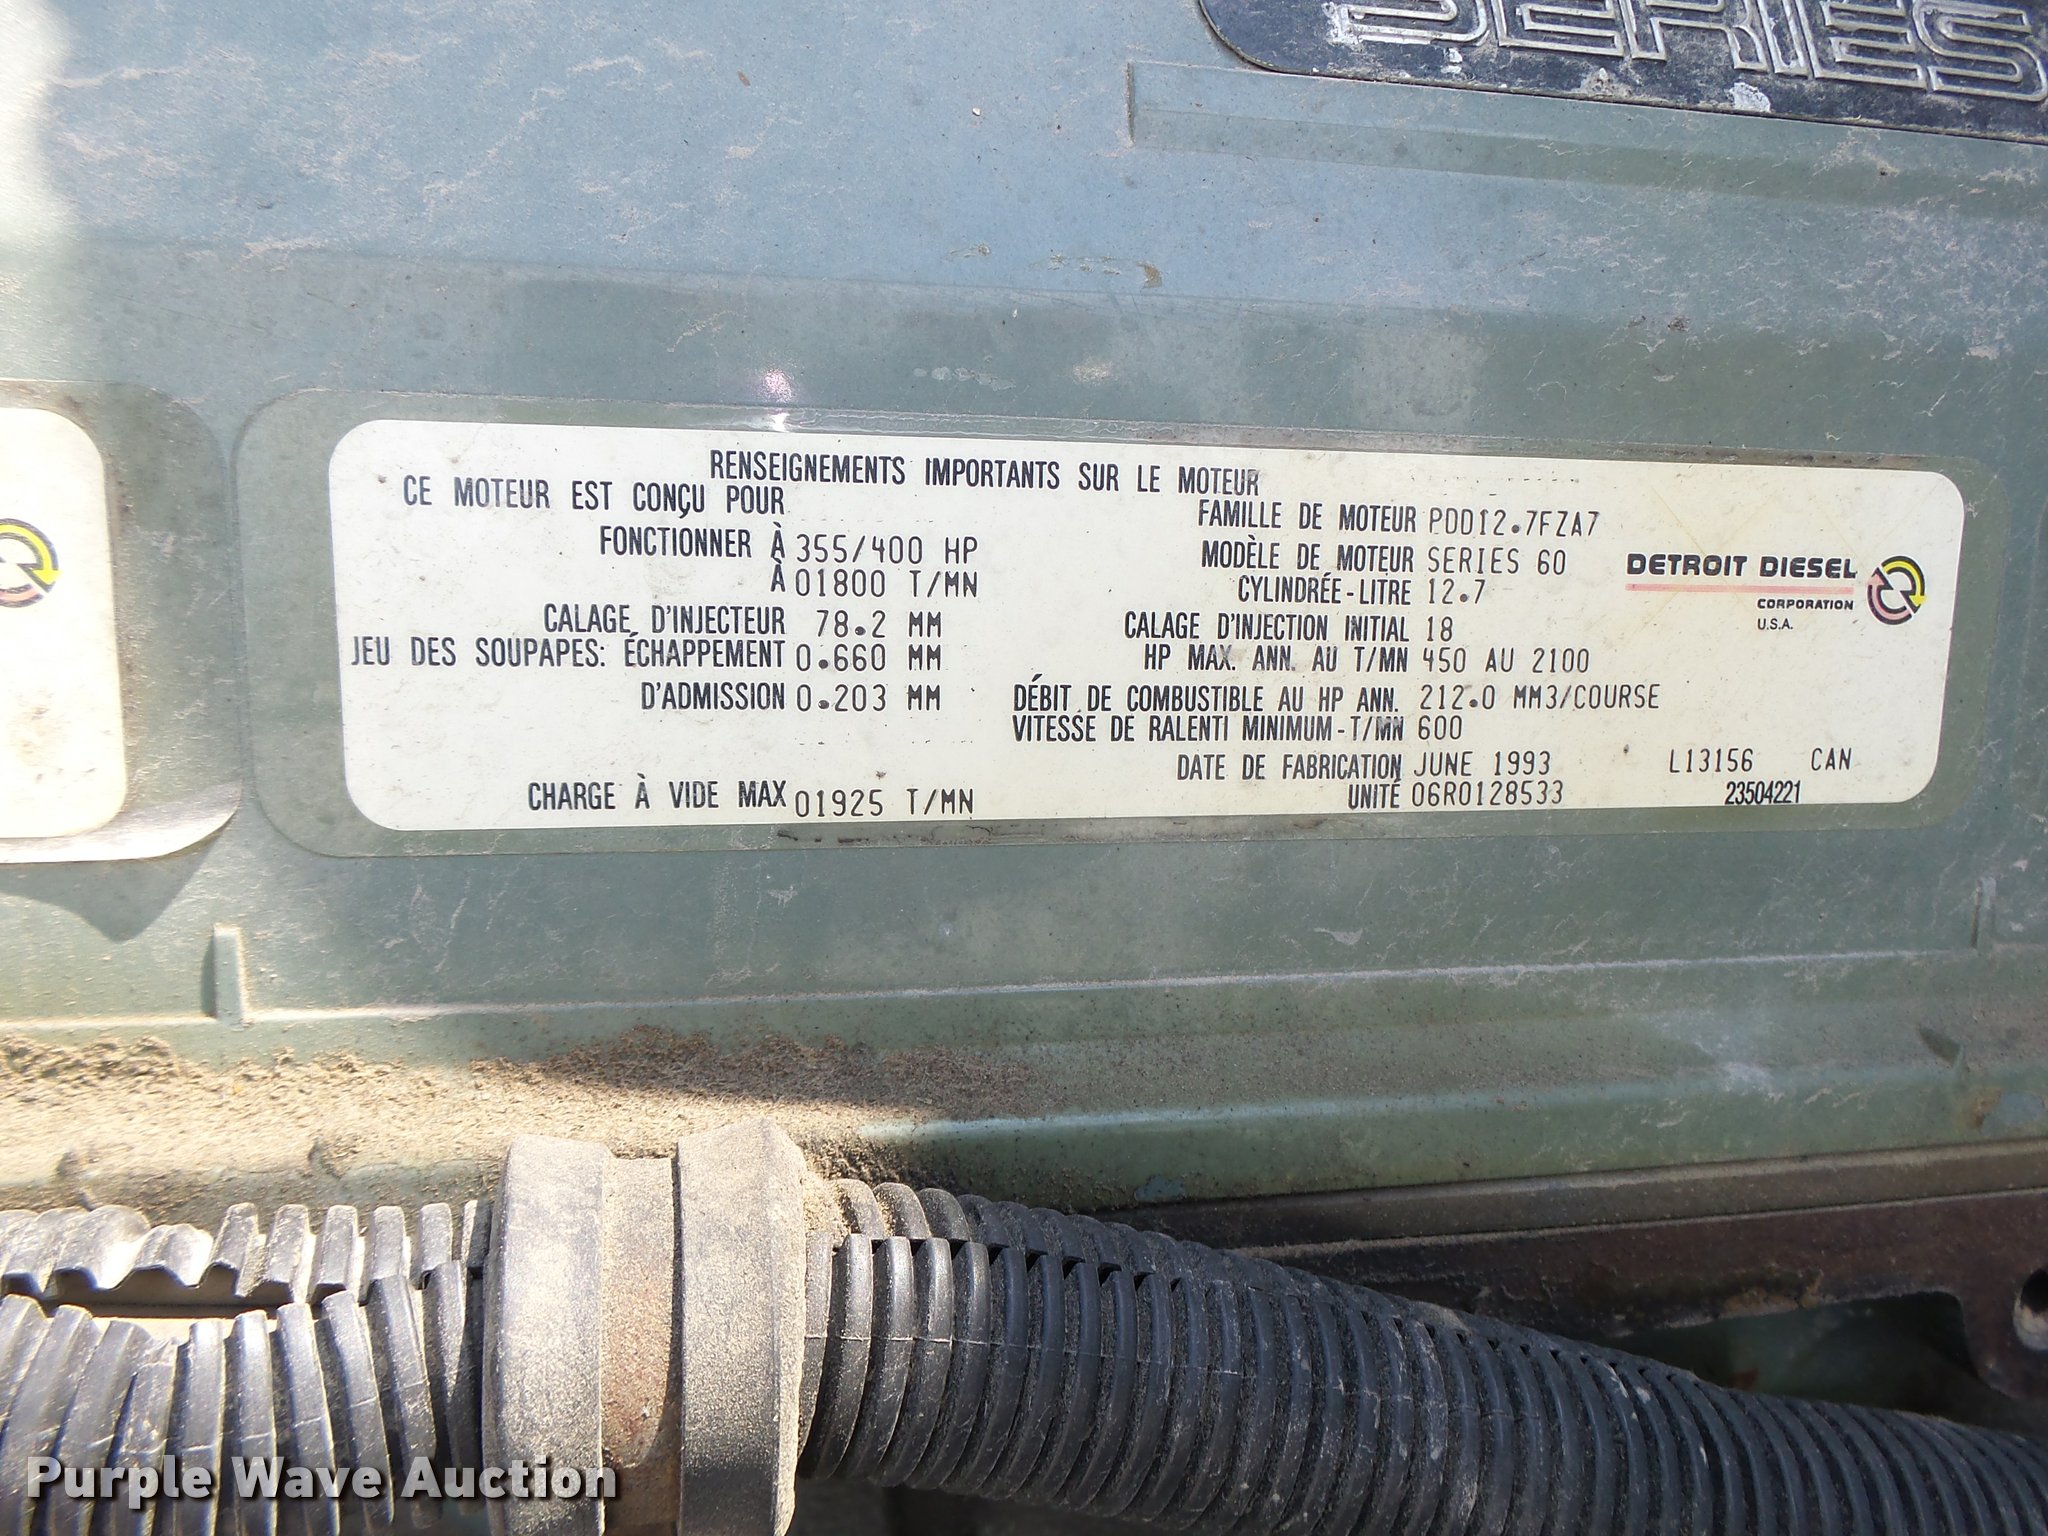 SERIES
RENSEIGNEMENTS IMPORTANTS SUR LE MOTEUR
CE MOTEUR EST CONÇU POUR
FONCTIONNER À 355/400 HP
À 01800 T/MN
CALAGE D'INJECTEUR 78.2 MM
JEU DES SOUPAPES: ÉCHAPPEMENT 0.660 MM
D'ADMISSION 0.203 MM
CHARGE À VIDE MAX 01925 T/MN
FAMILLE DE MOTEUR PDD12.7FZA7
MODÈLE DE MOTEUR SERIES 60
CYLINDRÉE-LITRE 12.7
CALAGE D'INJECTION INITIAL 18
HP MAX. ANN. AU T/MN 450 AU 2100
DÉBIT DE COMBUSTIBLE AU HP ANN. 212.0 MM3/COURSE
VITESSE DE RALENTI MINIMUM-T/MN 600
DATE DE FABRICATION JUNE 1993 L13156 CAN
UNITÉ 06R0128533 23504221
DETROIT DIESEL
CORPORATION
U.S.A.
Purple Wave Auction